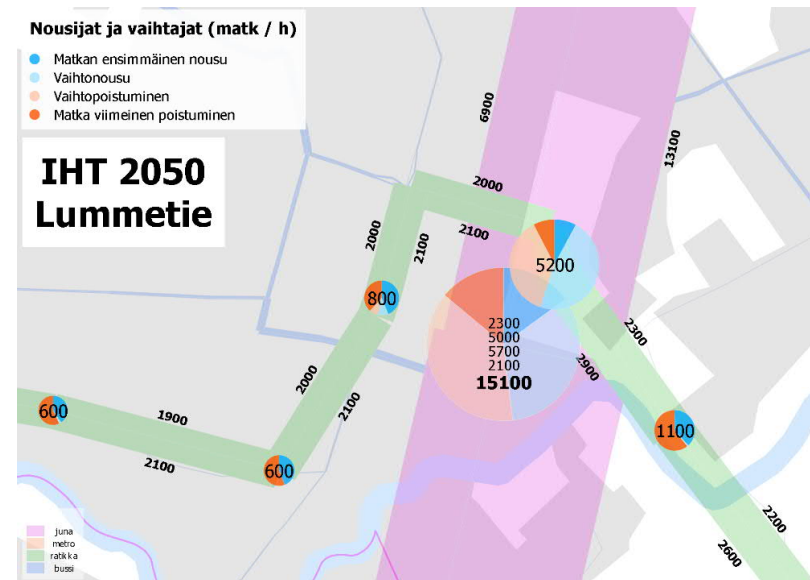 Nousijat ja vaihtajat (matk / h)
Matkan ensimmäinen nousu
Vaihtonousu
Vaihtopoistuminen
Matka viimeinen poistuminen
IHT 2050
Lummetie
6900
13100
2000
2100
2000
2100
5200
800
2300
5000
5700
2100
15100
2300
2900
2000
2100
600
1900
2100
600
1100
2200
2600
juna
metro
ratikka
bussi